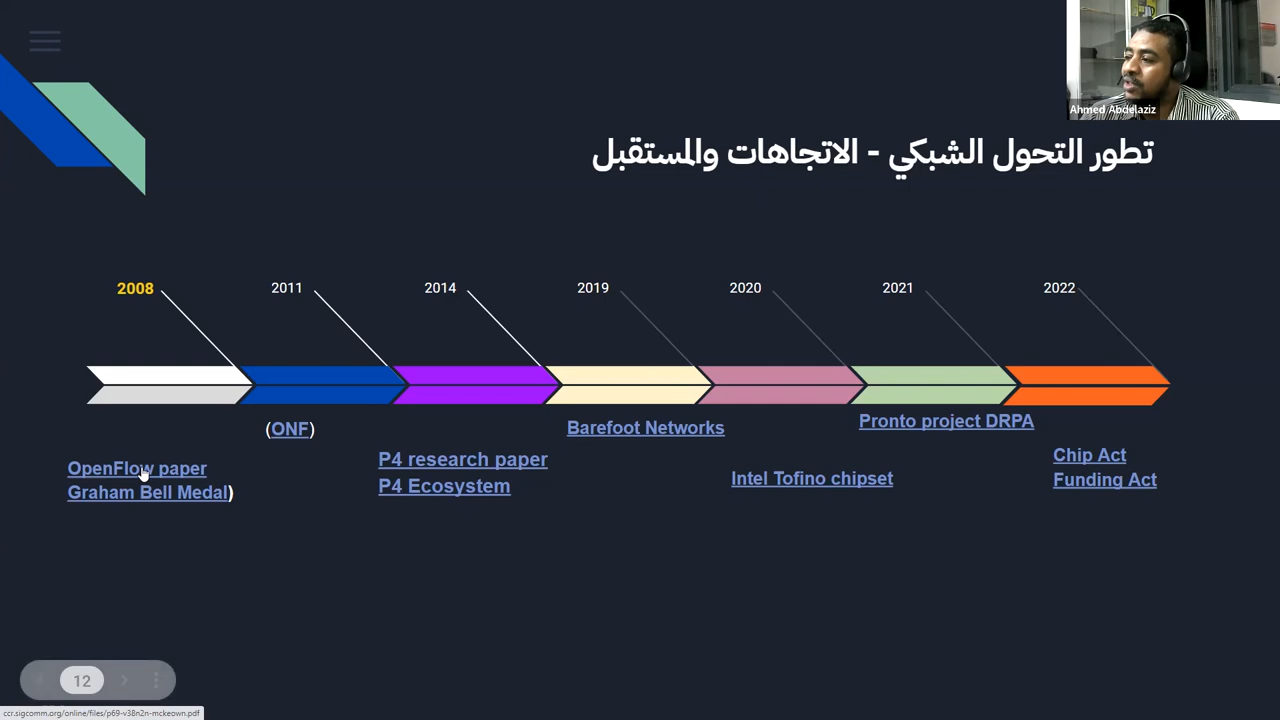 Ahmed Abdelaziz
تطور التحول الشبكي - الاتجاهات والمستقبل
2008
2011
2014
2019
2020
2021
2022
(ONF)
Barefoot Networks
Pronto project DRPA
OpenFlow paper
Graham Bell Medal)
P4 research paper
P4 Ecosystem
Intel Tofino chipset
Chip Act
Funding Act
12
ccr.sigcomm.org/online/files/p69-v38n2n-mckeown.pdf